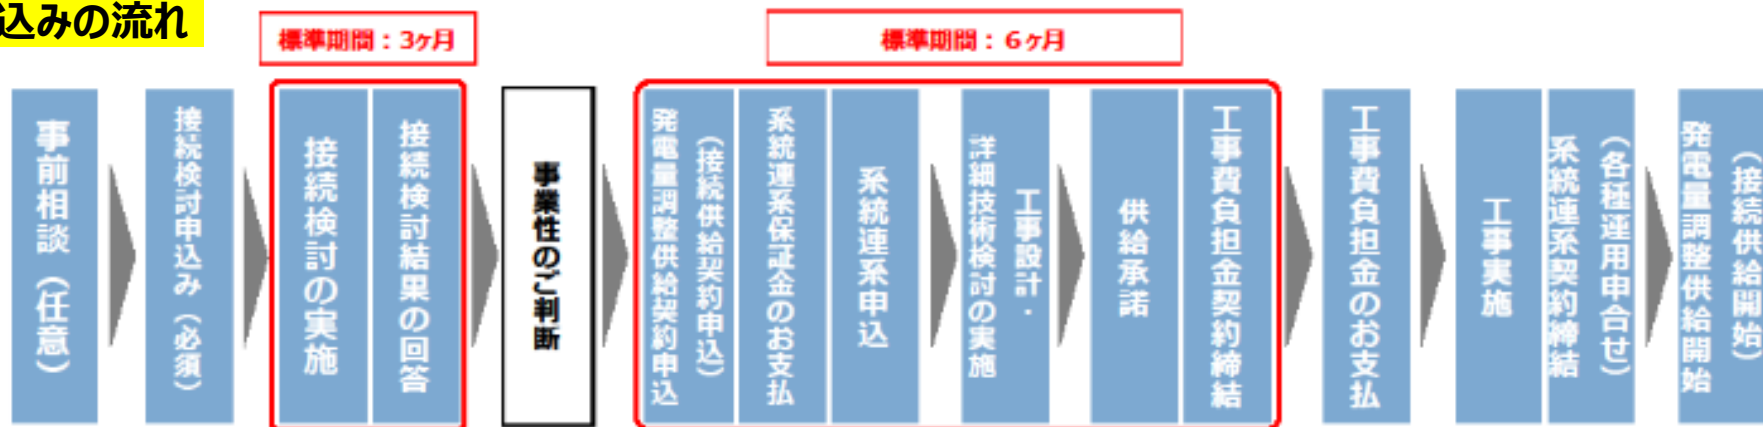 込みの流れ
標準期間：3ヶ月
標準期間：6ヶ月
事前相談（任意）
接続検討申込み（必須）
接続検討の実施
接続検討結果の回答
事業性のご判断
発電量調整供給契約申込
（接続供給契約申込）
系統連系保証金のお支払
系統連系申込
詳細技術検討の実施
工事設計・
供給承諾
工事費負担金契約締結
工事費負担金のお支払
工事実施
系統連系契約締結
（各種運用申合せ）
発電量調整供給開始
（接続供給開始）